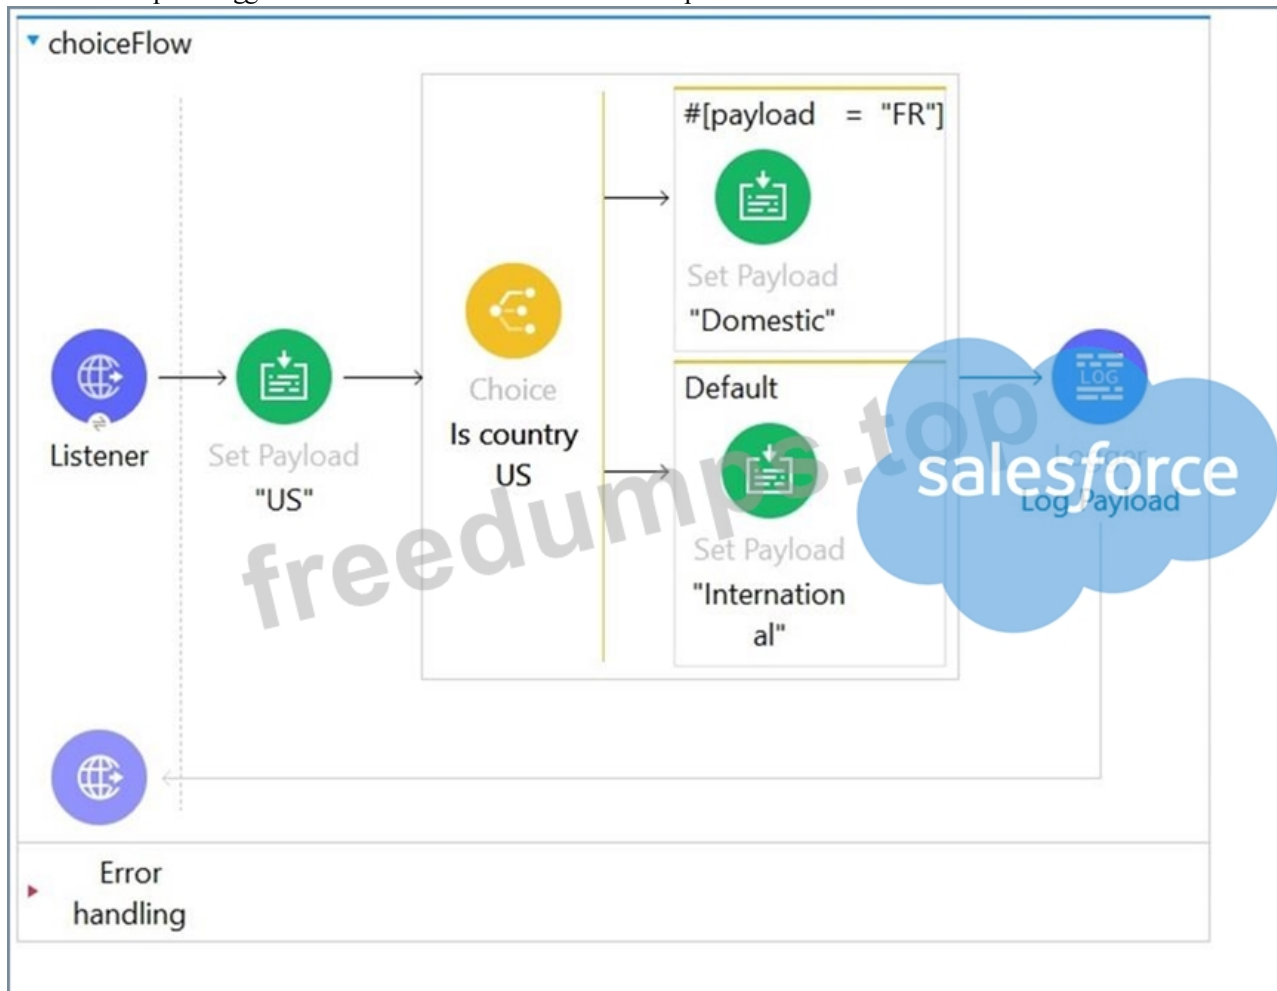 choiceFlow
#[payload = "FR"]
Set Payload
"Domestic"
Default
Listener
Set Payload
"US"
Choice
Is country
US
Set Payload
"Internation
al"
LOG
Logger
Log Payload
salesforce
freedumps.top
Error
handling